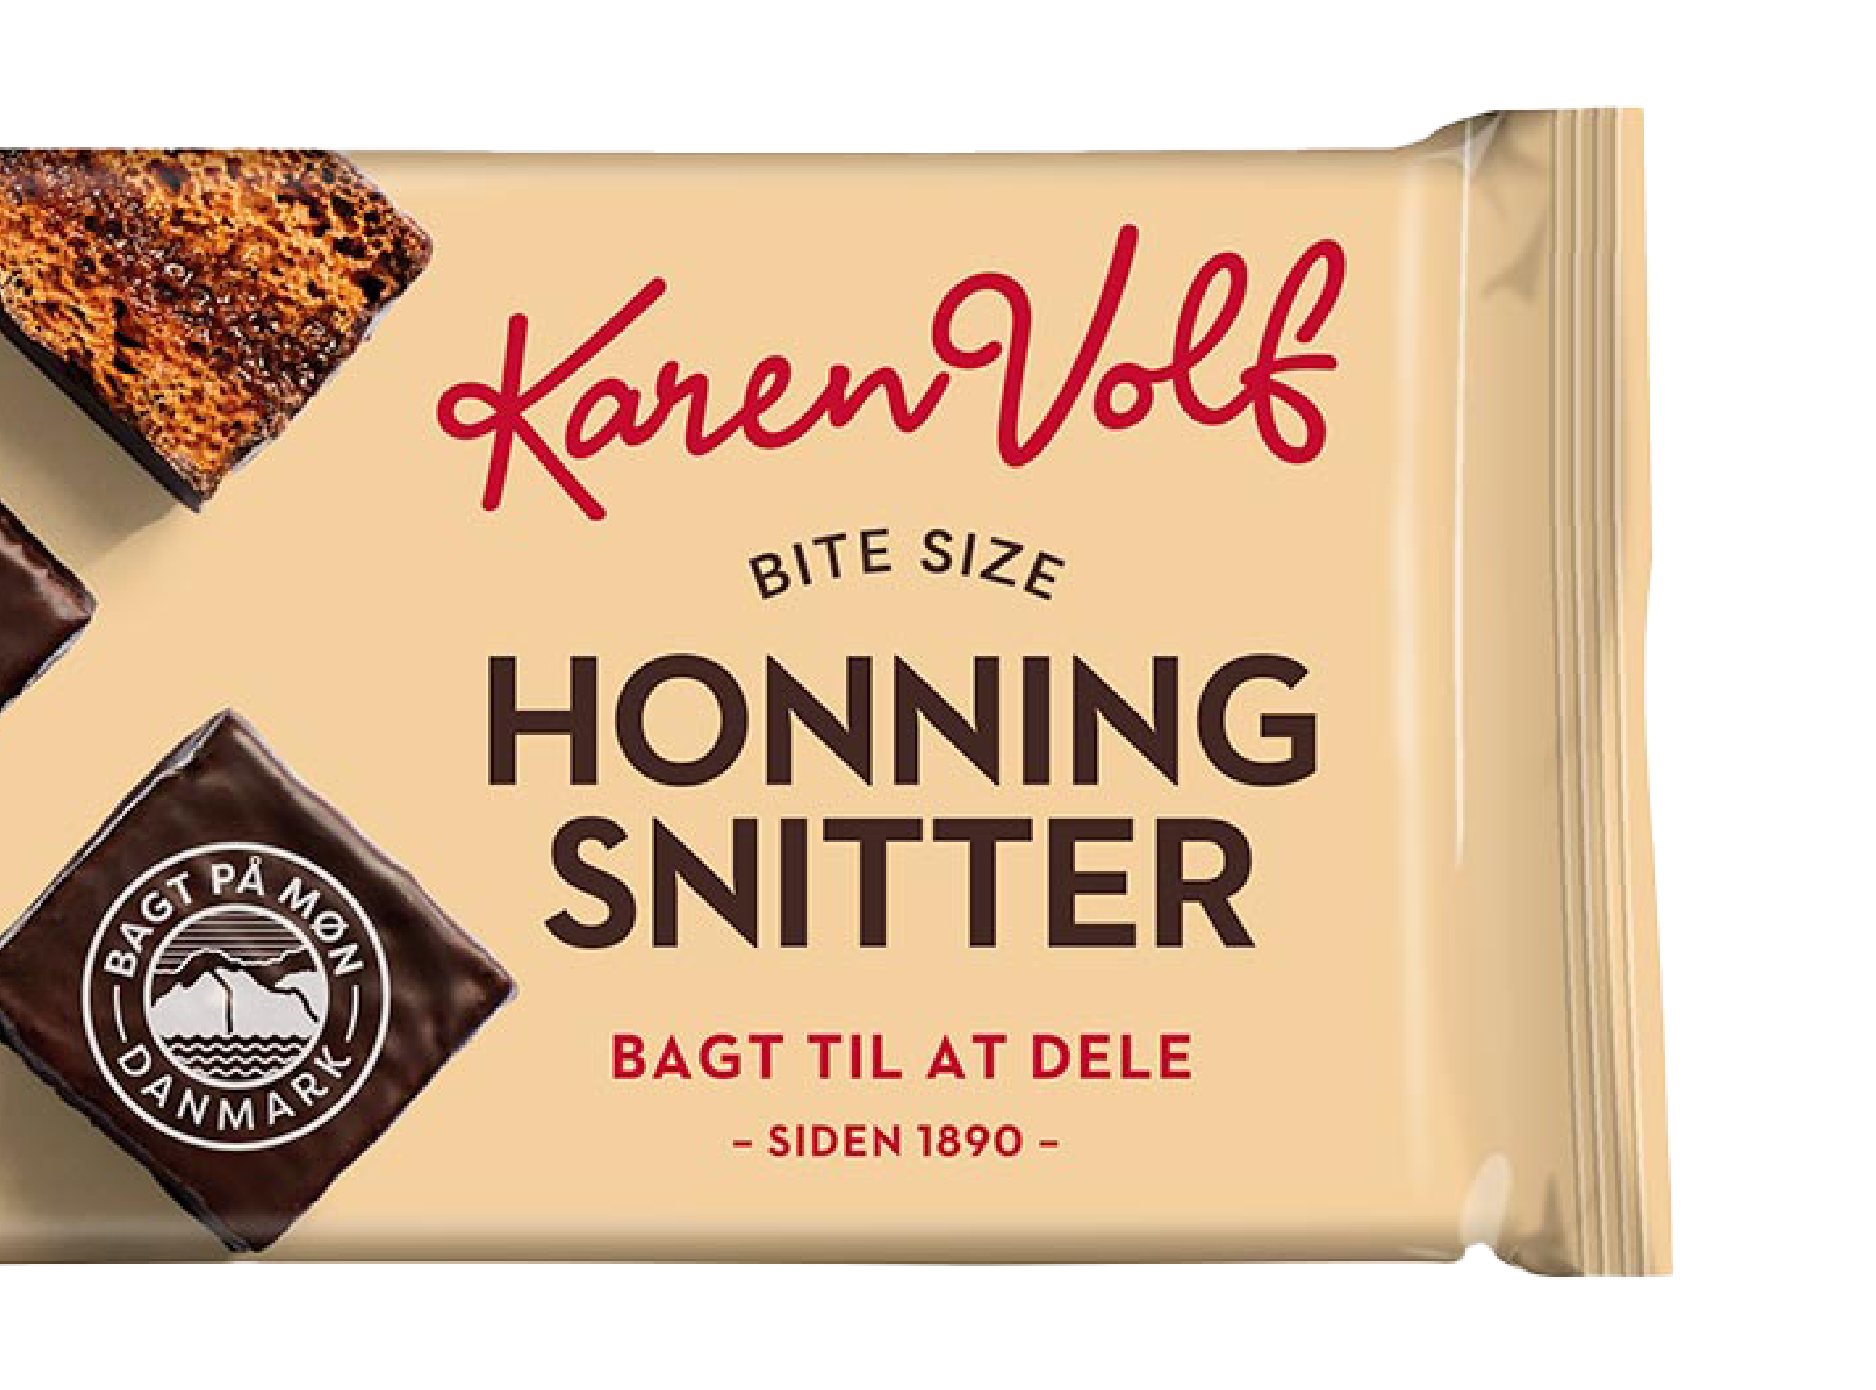 Karen Volf
BITE SIZE
HONNING
SNITTER
BAGT TIL AT DELE
– SIDEN 1890 –
BAGT PÅ MØN
DANMARK